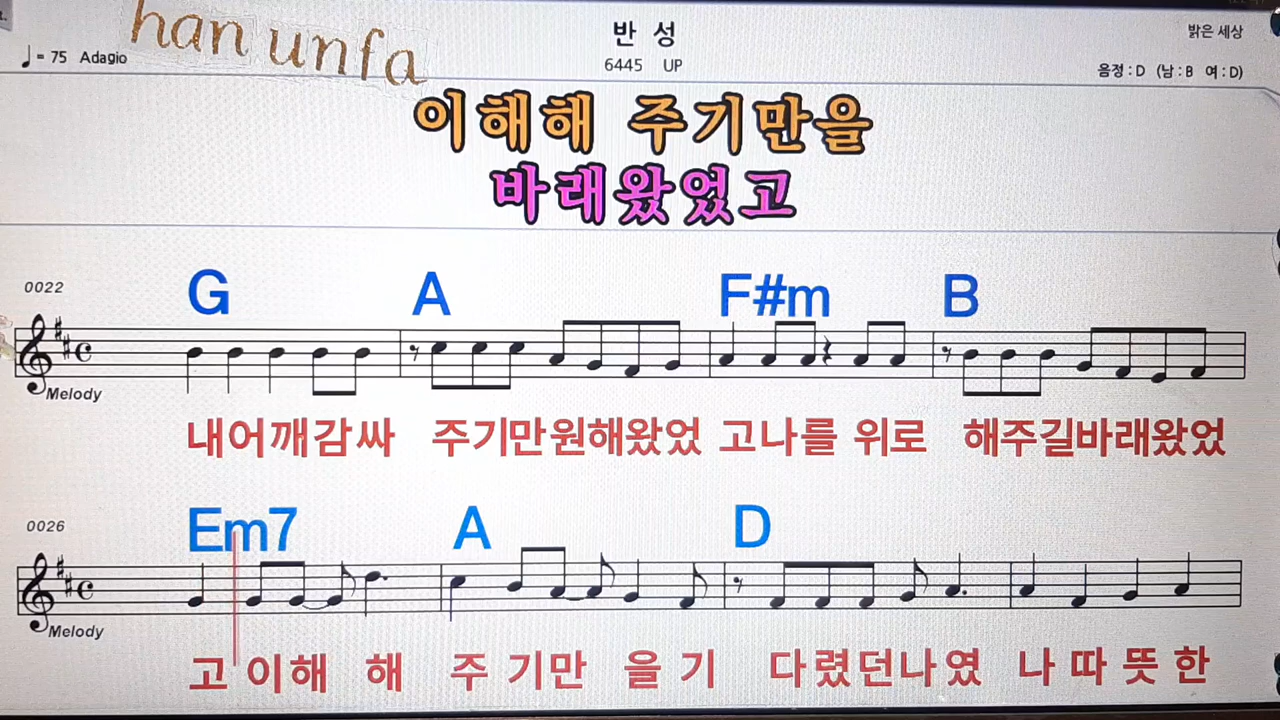 han unfa
반 성
밝은 세상
= 75 Adagio
6445 UP
음정 : D (남 : B 여 : D)
이해해 주기만을
바래왔었고
0022
G A F#m B
Melody
내어깨감싸 주기만원해왔었 고나를 위로 해주길바래왔었
0026
Em7 A D
Melody
고 이해 해 주 기만 을 기 다렸던나였 나 따 뜻 한